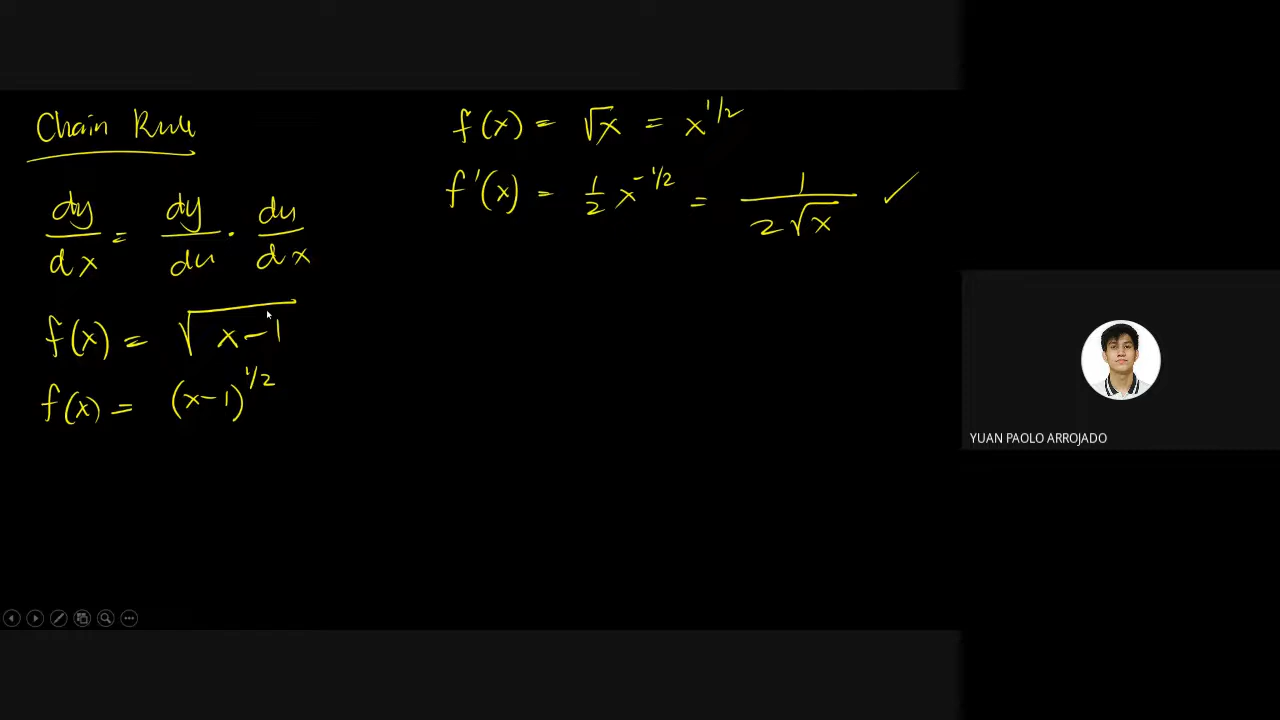 Chain Rule
dy/dx = dy/du · du/dx
f(x) = √(x-1)
f(x) = (x-1)^1/2
f(x) = √x = x^1/2
f'(x) = 1/2 x^-1/2 = 1/(2√x) ✓
YUAN PAOLO ARROJADO